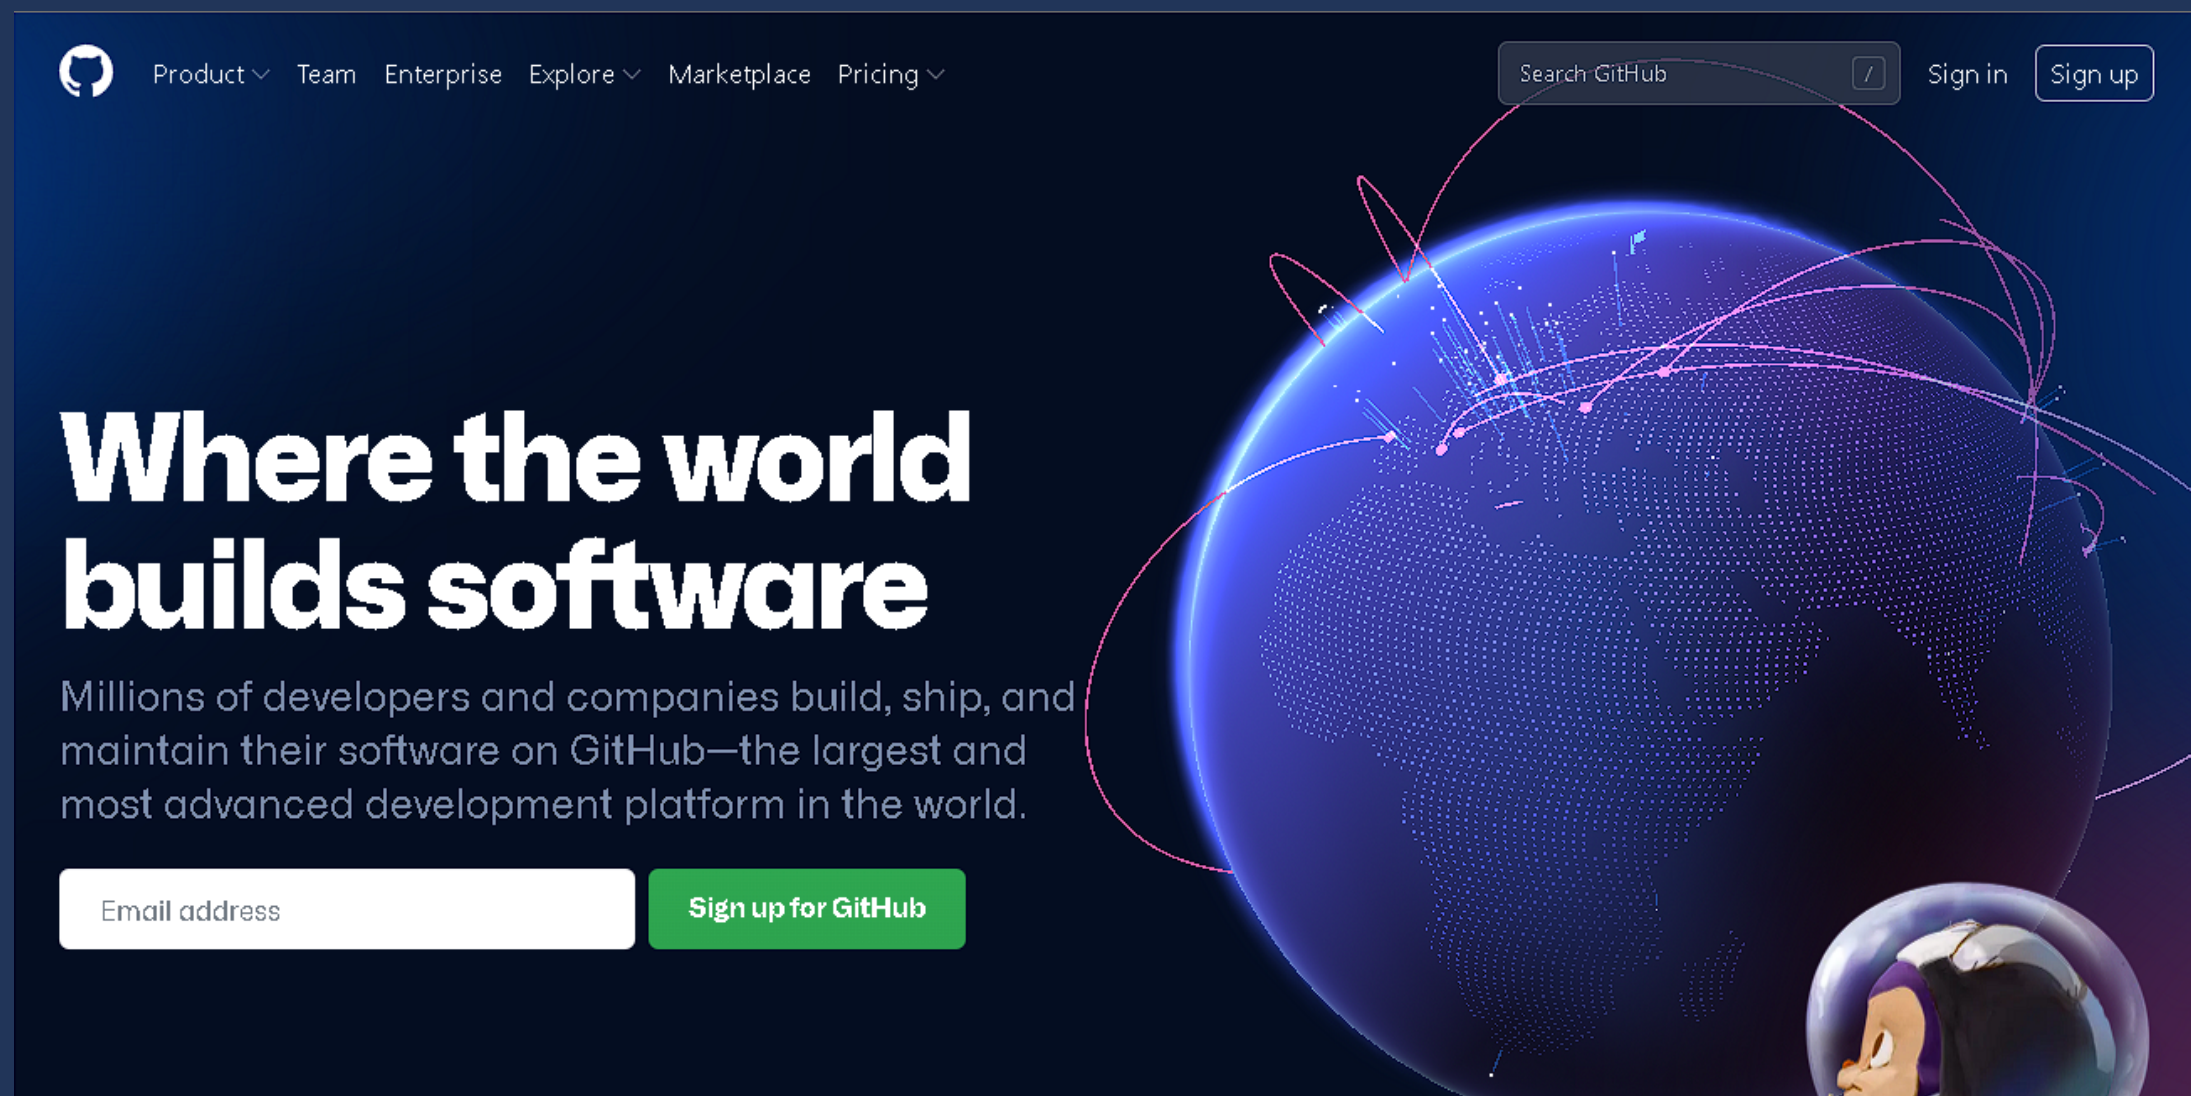 Product Team Enterprise Explore Marketplace Pricing Search GitHub / Sign in Sign up
Where the world
builds software
Millions of developers and companies build, ship, and
maintain their software on GitHub—the largest and
most advanced development platform in the world.
Email address Sign up for GitHub